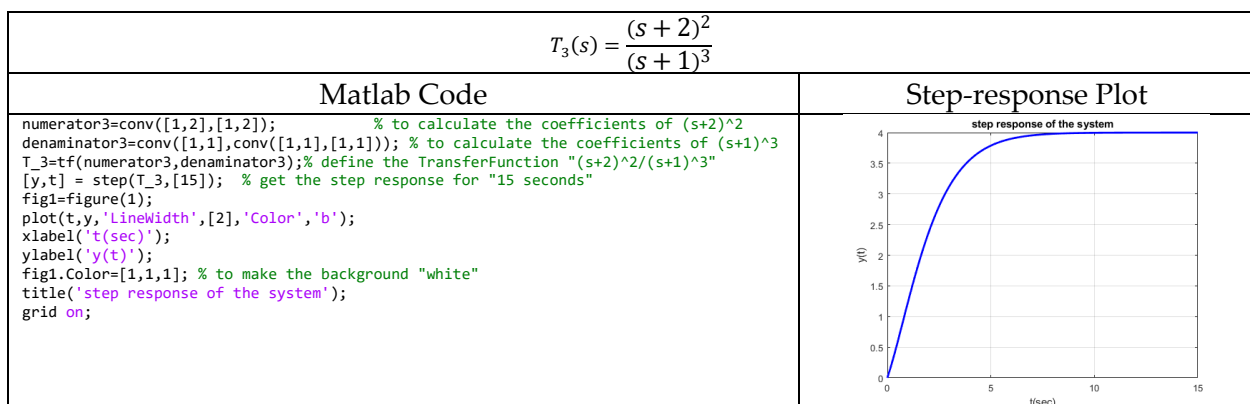 T₃(s) = (s + 2)² / (s + 1)³
Matlab Code
numerator3=conv([1,2],[1,2]); % to calculate the coefficients of (s+2)^2
denaminator3=conv([1,1],conv([1,1],[1,1])); % to calculate the coefficients of (s+1)^3
T_3=tf(numerator3,denaminator3);% define the TransferFunction "(s+2)^2/(s+1)^3"
[y,t] = step(T_3,[15]); % get the step response for "15 seconds"
fig1=figure(1);
plot(t,y,'LineWidth',[2],'Color','b');
xlabel('t(sec)');
ylabel('y(t)');
fig1.Color=[1,1,1]; % to make the background "white"
title('step response of the system');
grid on;
Step-response Plot
step response of the system
4
3.5
3
2.5
2
1.5
1
0.5
0
y(t)
0 5 10 15
t(sec)